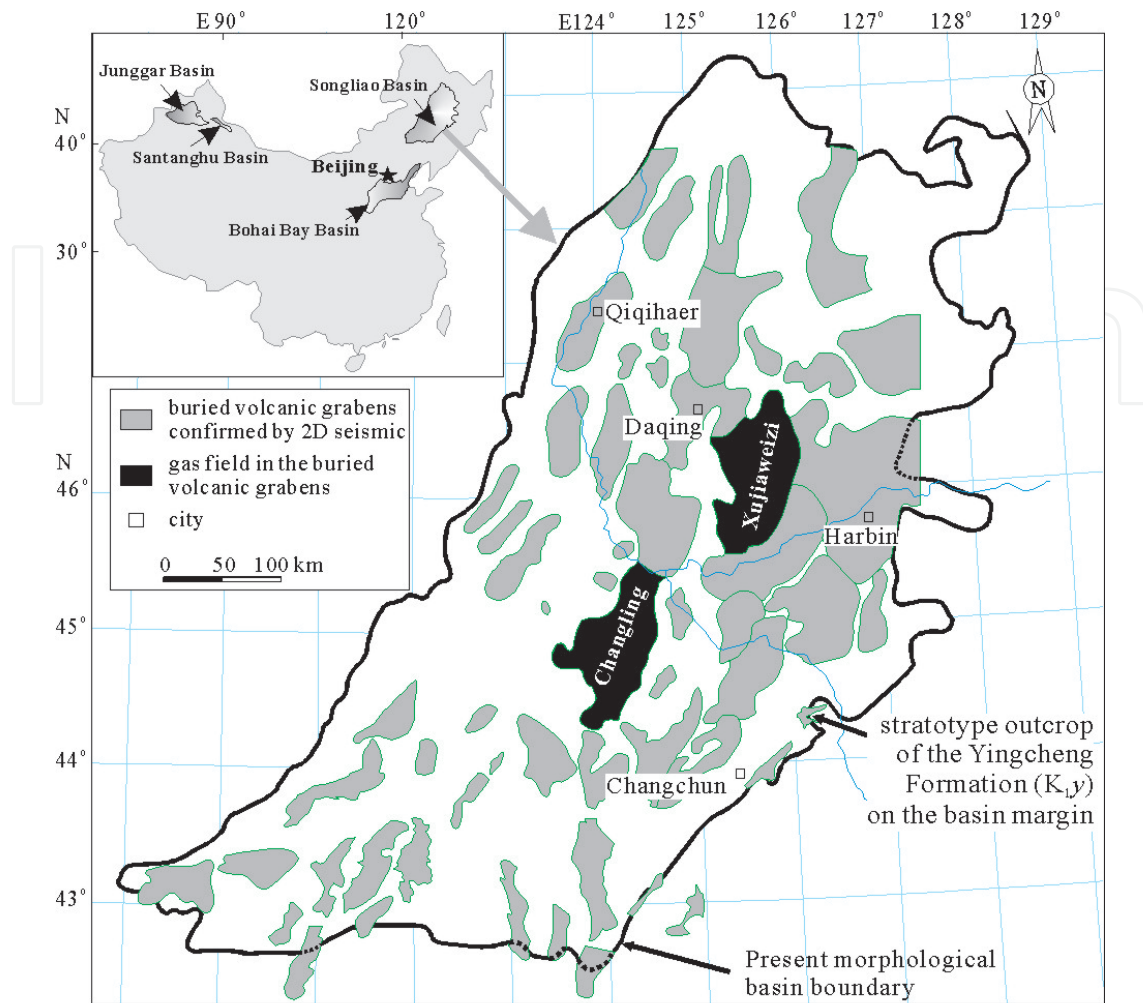 E 90° 120° E124° 125° 126° 127° 128° 129°
Junggar Basin
Songliao Basin
N
N
40°
Santanghu Basin
Beijing
Bohai Bay Basin
30°
Qiqihaer
buried volcanic grabens
confirmed by 2D seismic
gas field in the buried
volcanic grabens
city
0 50 100 km
Daqing
Xujiaweizi
N
46°
Harbin
Changling
45°
stratotype outcrop
of the Yingcheng
Formation (K₁y)
on the basin margin
44°
Changchun
43°
Present morphological
basin boundary